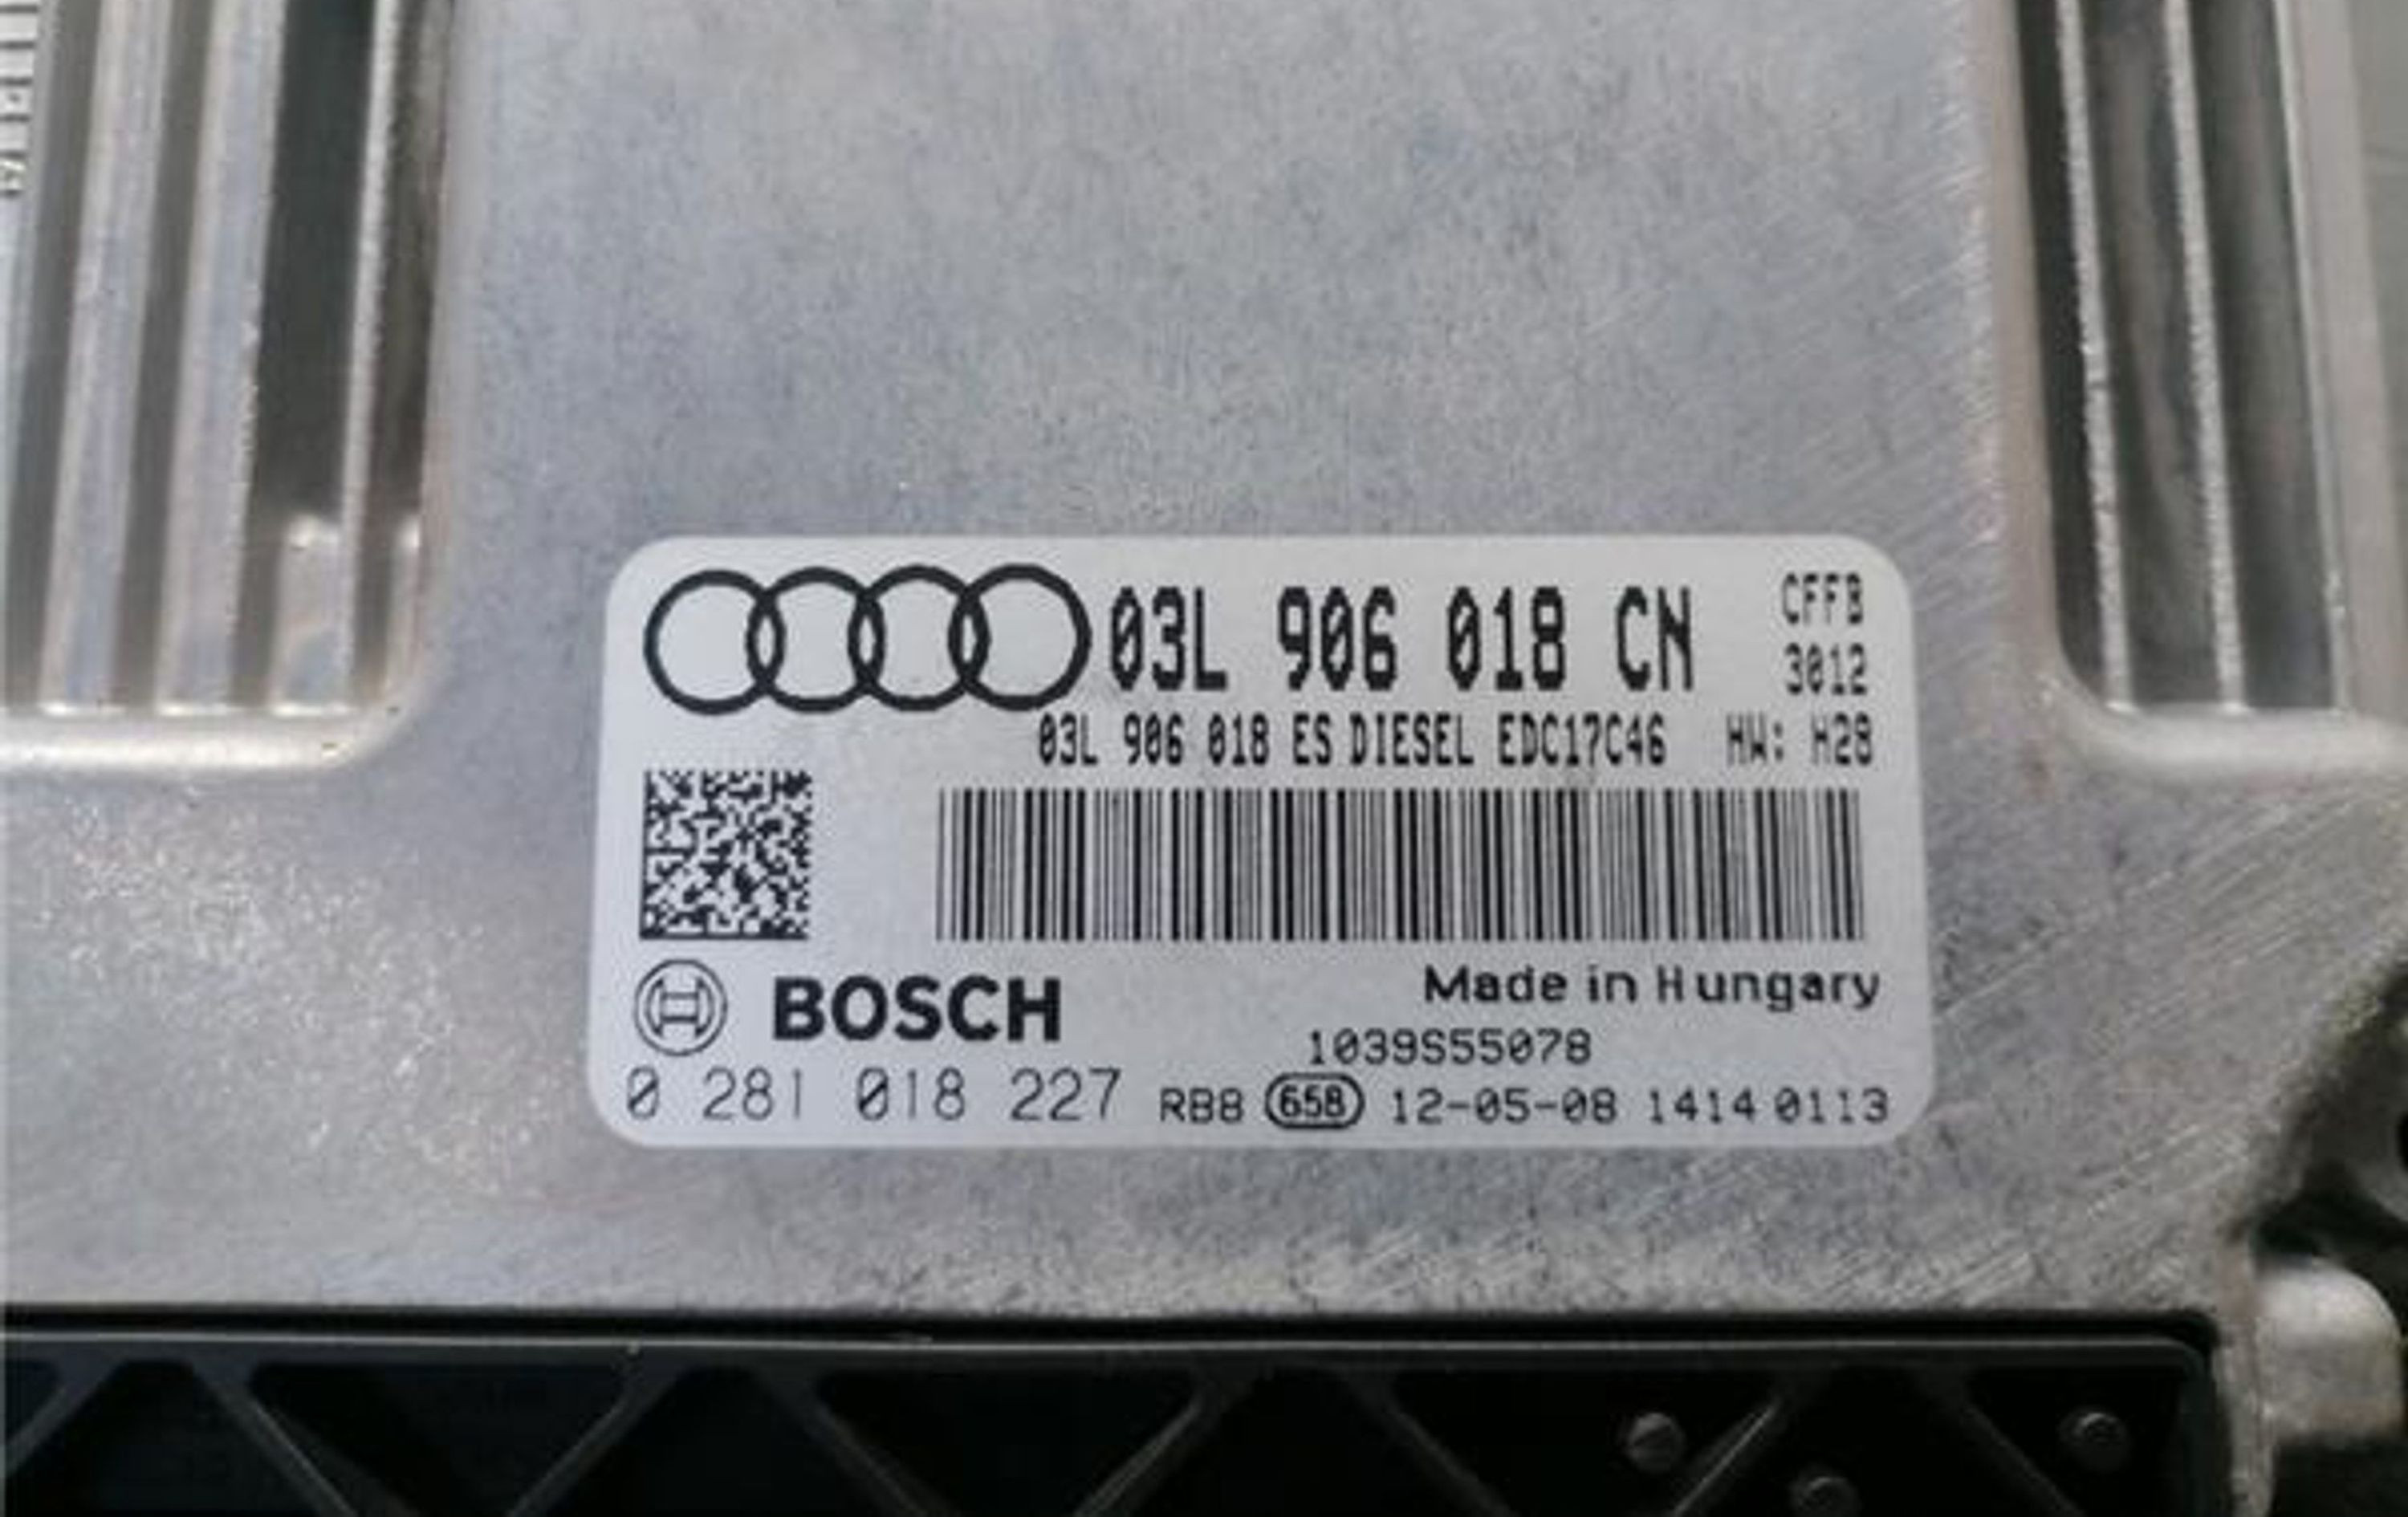 03L 906 018 CN
CFFB
3012
03L 906 018 ES DIESEL EDC17C46 HW: H28
BOSCH
Made in Hungary
1039S55078
0 281 018 227 RB8 658 12-05-08 1414 0113